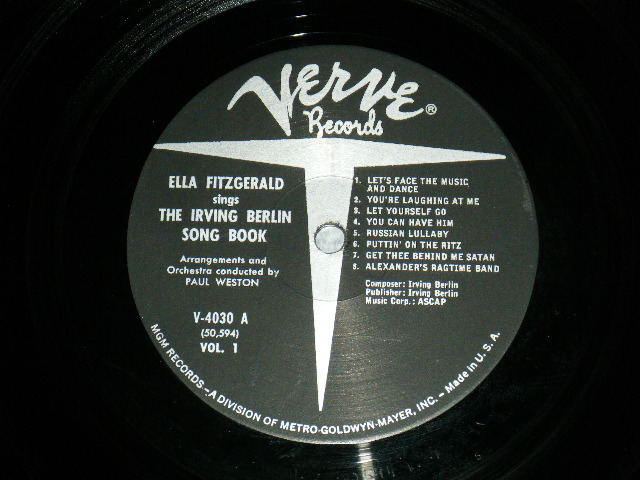 Verve®
Records
ELLA FITZGERALD
sings
THE IRVING BERLIN
SONG BOOK
Arrangements and
Orchestra conducted by
PAUL WESTON
V-4030 A
(50,594)
VOL. 1
1. LET'S FACE THE MUSIC
AND DANCE
2. YOU'RE LAUGHING AT ME
3. LET YOURSELF GO
4. YOU CAN HAVE HIM
5. RUSSIAN LULLABY
6. PUTTIN' ON THE RITZ
7. GET THEE BEHIND ME SATAN
8. ALEXANDER'S RAGTIME BAND
Composer: Irving Berlin
Publisher: Irving Berlin
Music Corp.: ASCAP
MGM RECORDS—A DIVISION OF METRO-GOLDWYN-MAYER, INC.—Made in U. S. A.